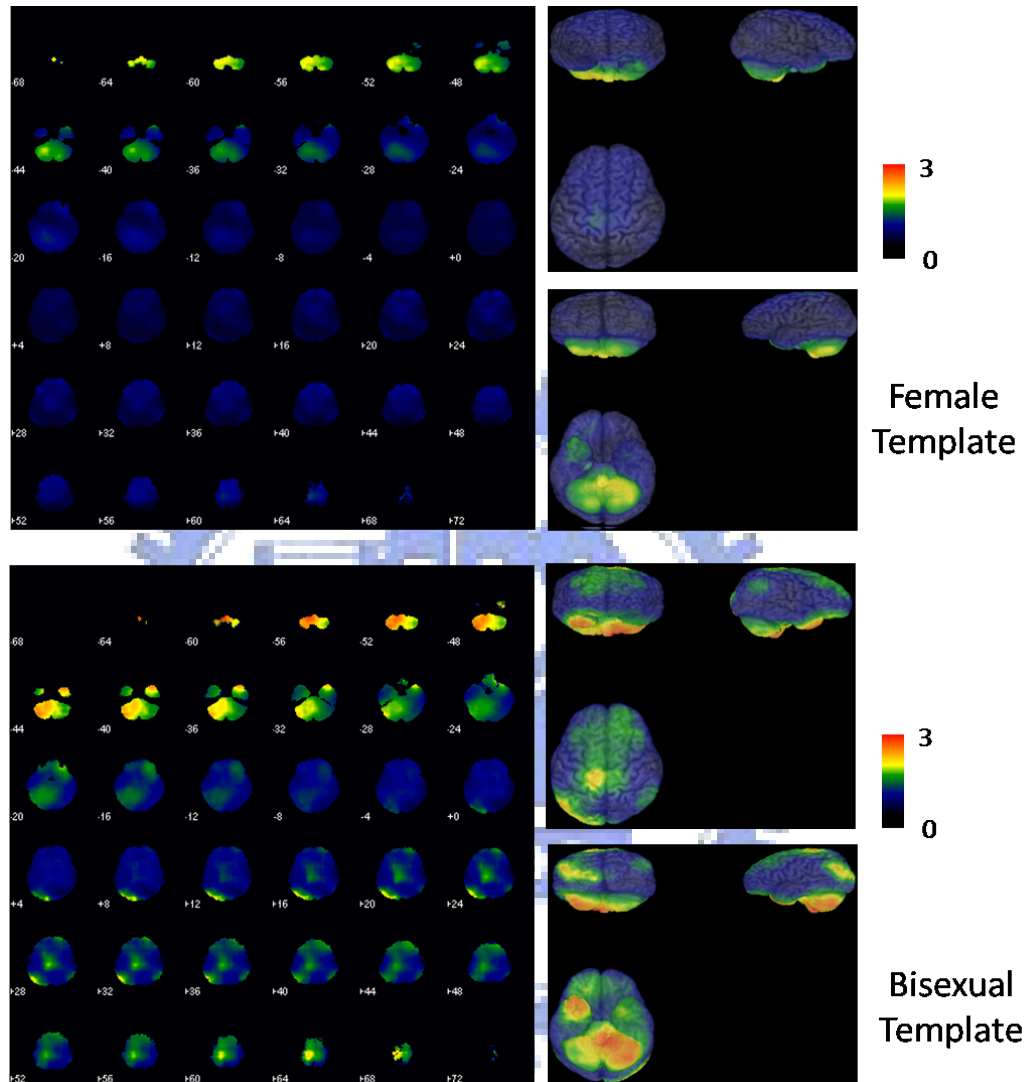 -68 -64 -60 -56 -52 -48
-44 -40 -36 -32 -28 -24
-20 -16 -12 -8 -4 +0
+4 +8 +12 +16 +20 +24
+28 +32 +36 +40 +44 +48
+52 +56 +60 +64 +68 +72
3
0
Female
Template
-68 -64 -60 -56 -52 -48
-44 -40 -36 -32 -28 -24
-20 -16 -12 -8 -4 +0
+4 +8 +12 +16 +20 +24
+28 +32 +36 +40 +44 +48
+52 +56 +60 +64 +68 +72
3
0
Bisexual
Template